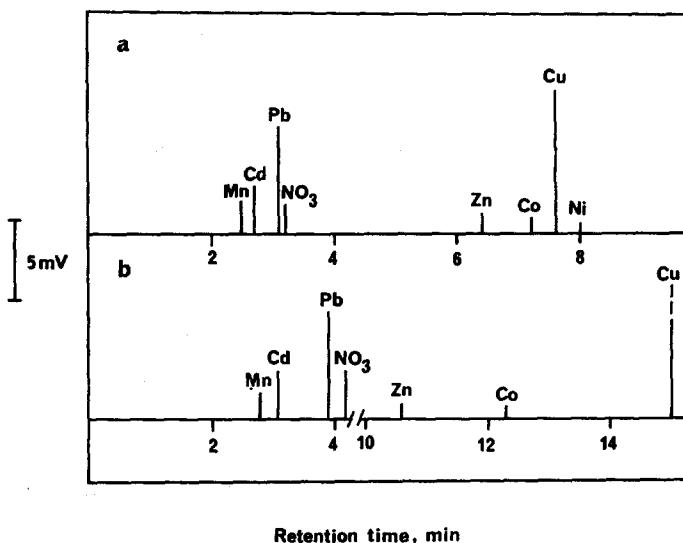 a
Cu
Pb
Cd
Mn
NO3
Zn
Co
Ni
2 4 6 8
5mV
b
Cu
Pb
Cd
NO3
Mn
Zn
Co
2 4 10 12 14
Retention time, min